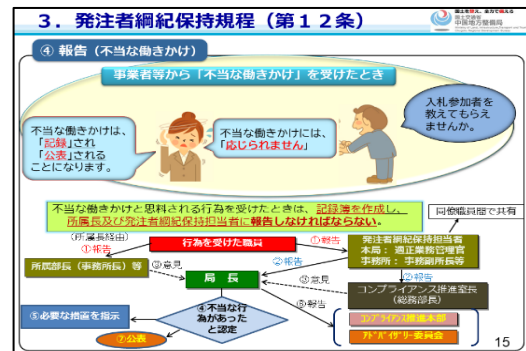 3．発注者綱紀保持規程（第１２条）
国土交通省
中国地方整備局
④ 報告（不当な働きかけ）
事業者等から「不当な働きかけ」を受けたとき
入札参加者を
教えてもらえ
ませんか。
不当な働きかけは、
「記録」され
「公表」される
ことになります。
不当な働きかけには、
「応じられません」
不当な働きかけと思料される行為を受けたときは、記録簿を作成し、
所属長及び発注者綱紀保持担当者に報告しなければならない。
同僚職員間で共有
（所属長経由）
①報告
行為を受けた職員
①報告
発注者綱紀保持担当者
本局： 適正業務管理官
事務所： 事務副所長等
所属部長（事務所長）等
③意見
②報告
②報告
局 長
③意見
コンプライアンス推進室長
（総務部長）
⑤必要な措置を指示
④不当な行
為があった
と認定
⑥報告
コンプライアンス推進本部
アドバイザリー委員会
⑦公表
15